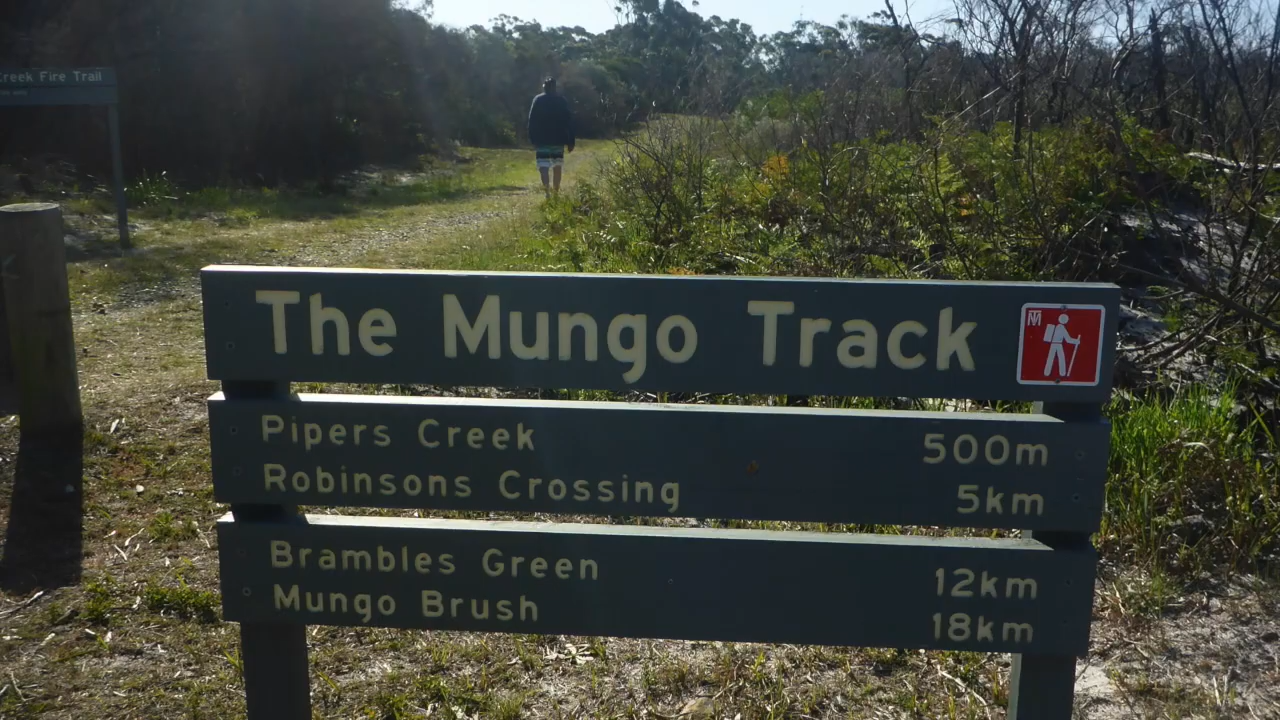 Creek Fire Trail
The Mungo Track
Pipers Creek 500m
Robinsons Crossing 5km
Brambles Green 12km
Mungo Brush 18km